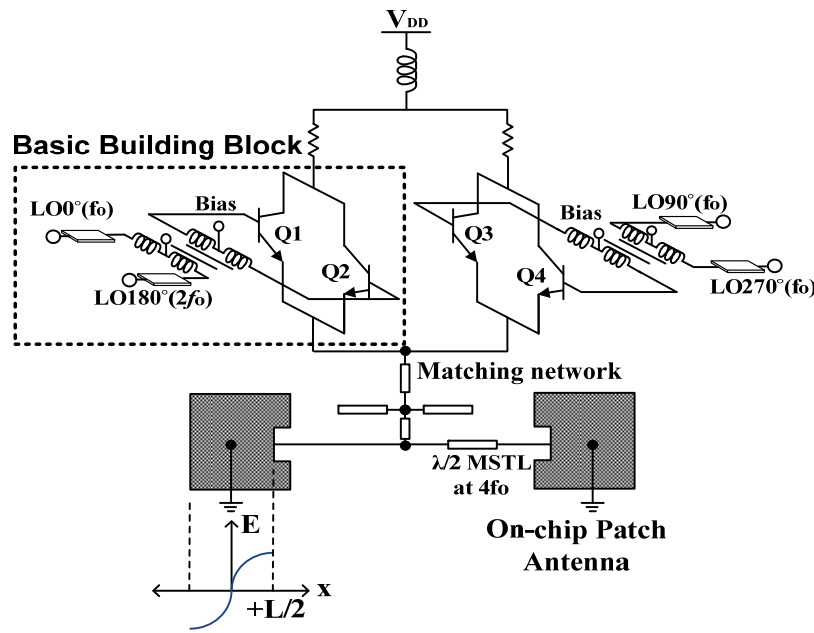 VDD
Basic Building Block
LO0°(fo)
Bias
Q1
Q2
LO180°(2fo)
Q3
Q4
Bias
LO90°(fo)
LO270°(fo)
Matching network
λ/2 MSTL
at 4fo
On-chip Patch
Antenna
E
x
+L/2